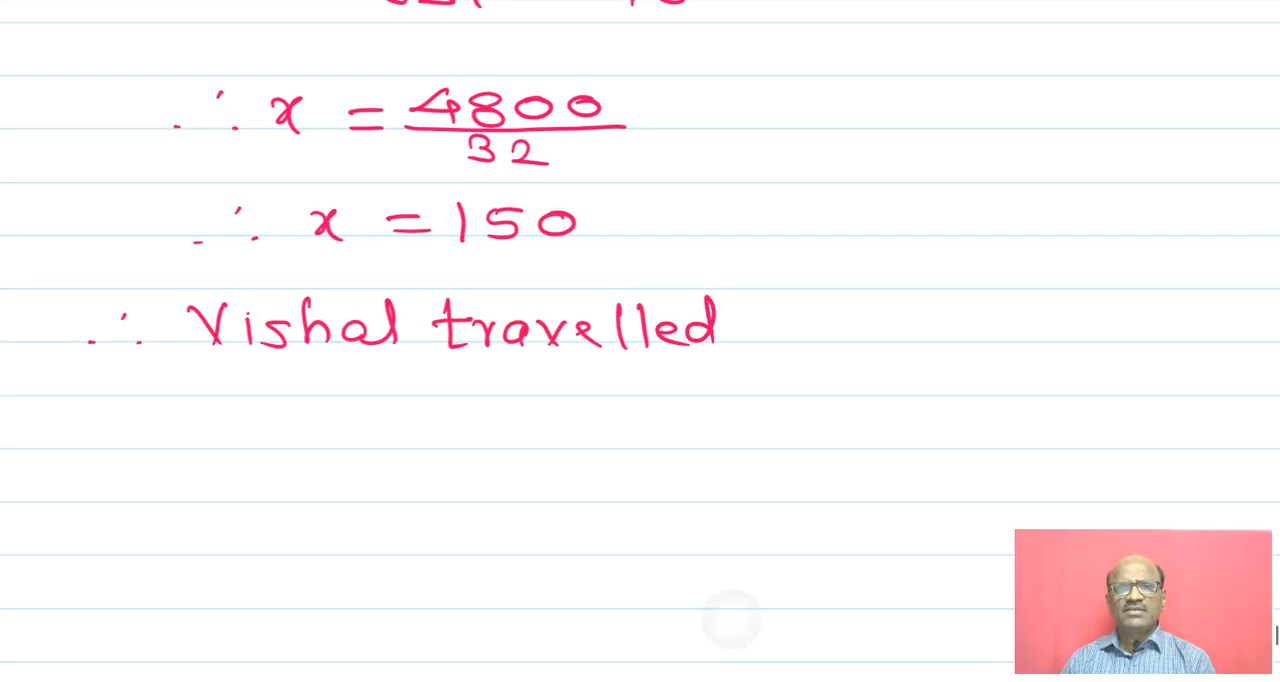 ∴ x = 4800/32
∴ x = 150
∴ Vishal travelled